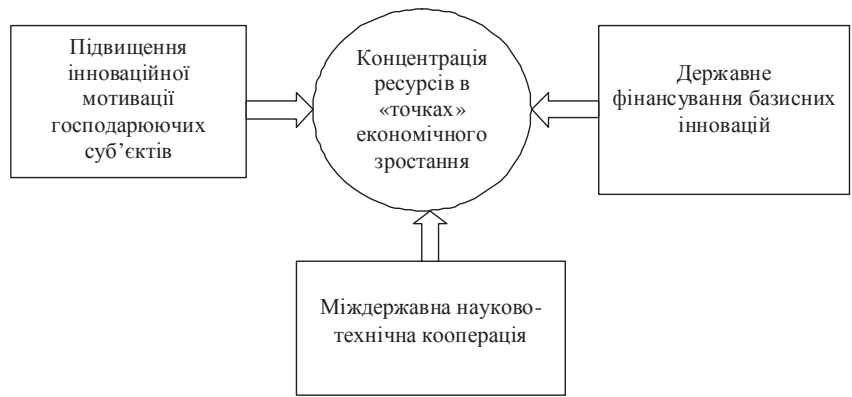 Підвищення
інноваційної
мотивації
господарюючих
суб’єктів
Концентрація
ресурсів в
«точках»
економічного
зростання
Державне
фінансування базисних
інновацій
Міждержавна науково-
технічна кооперація